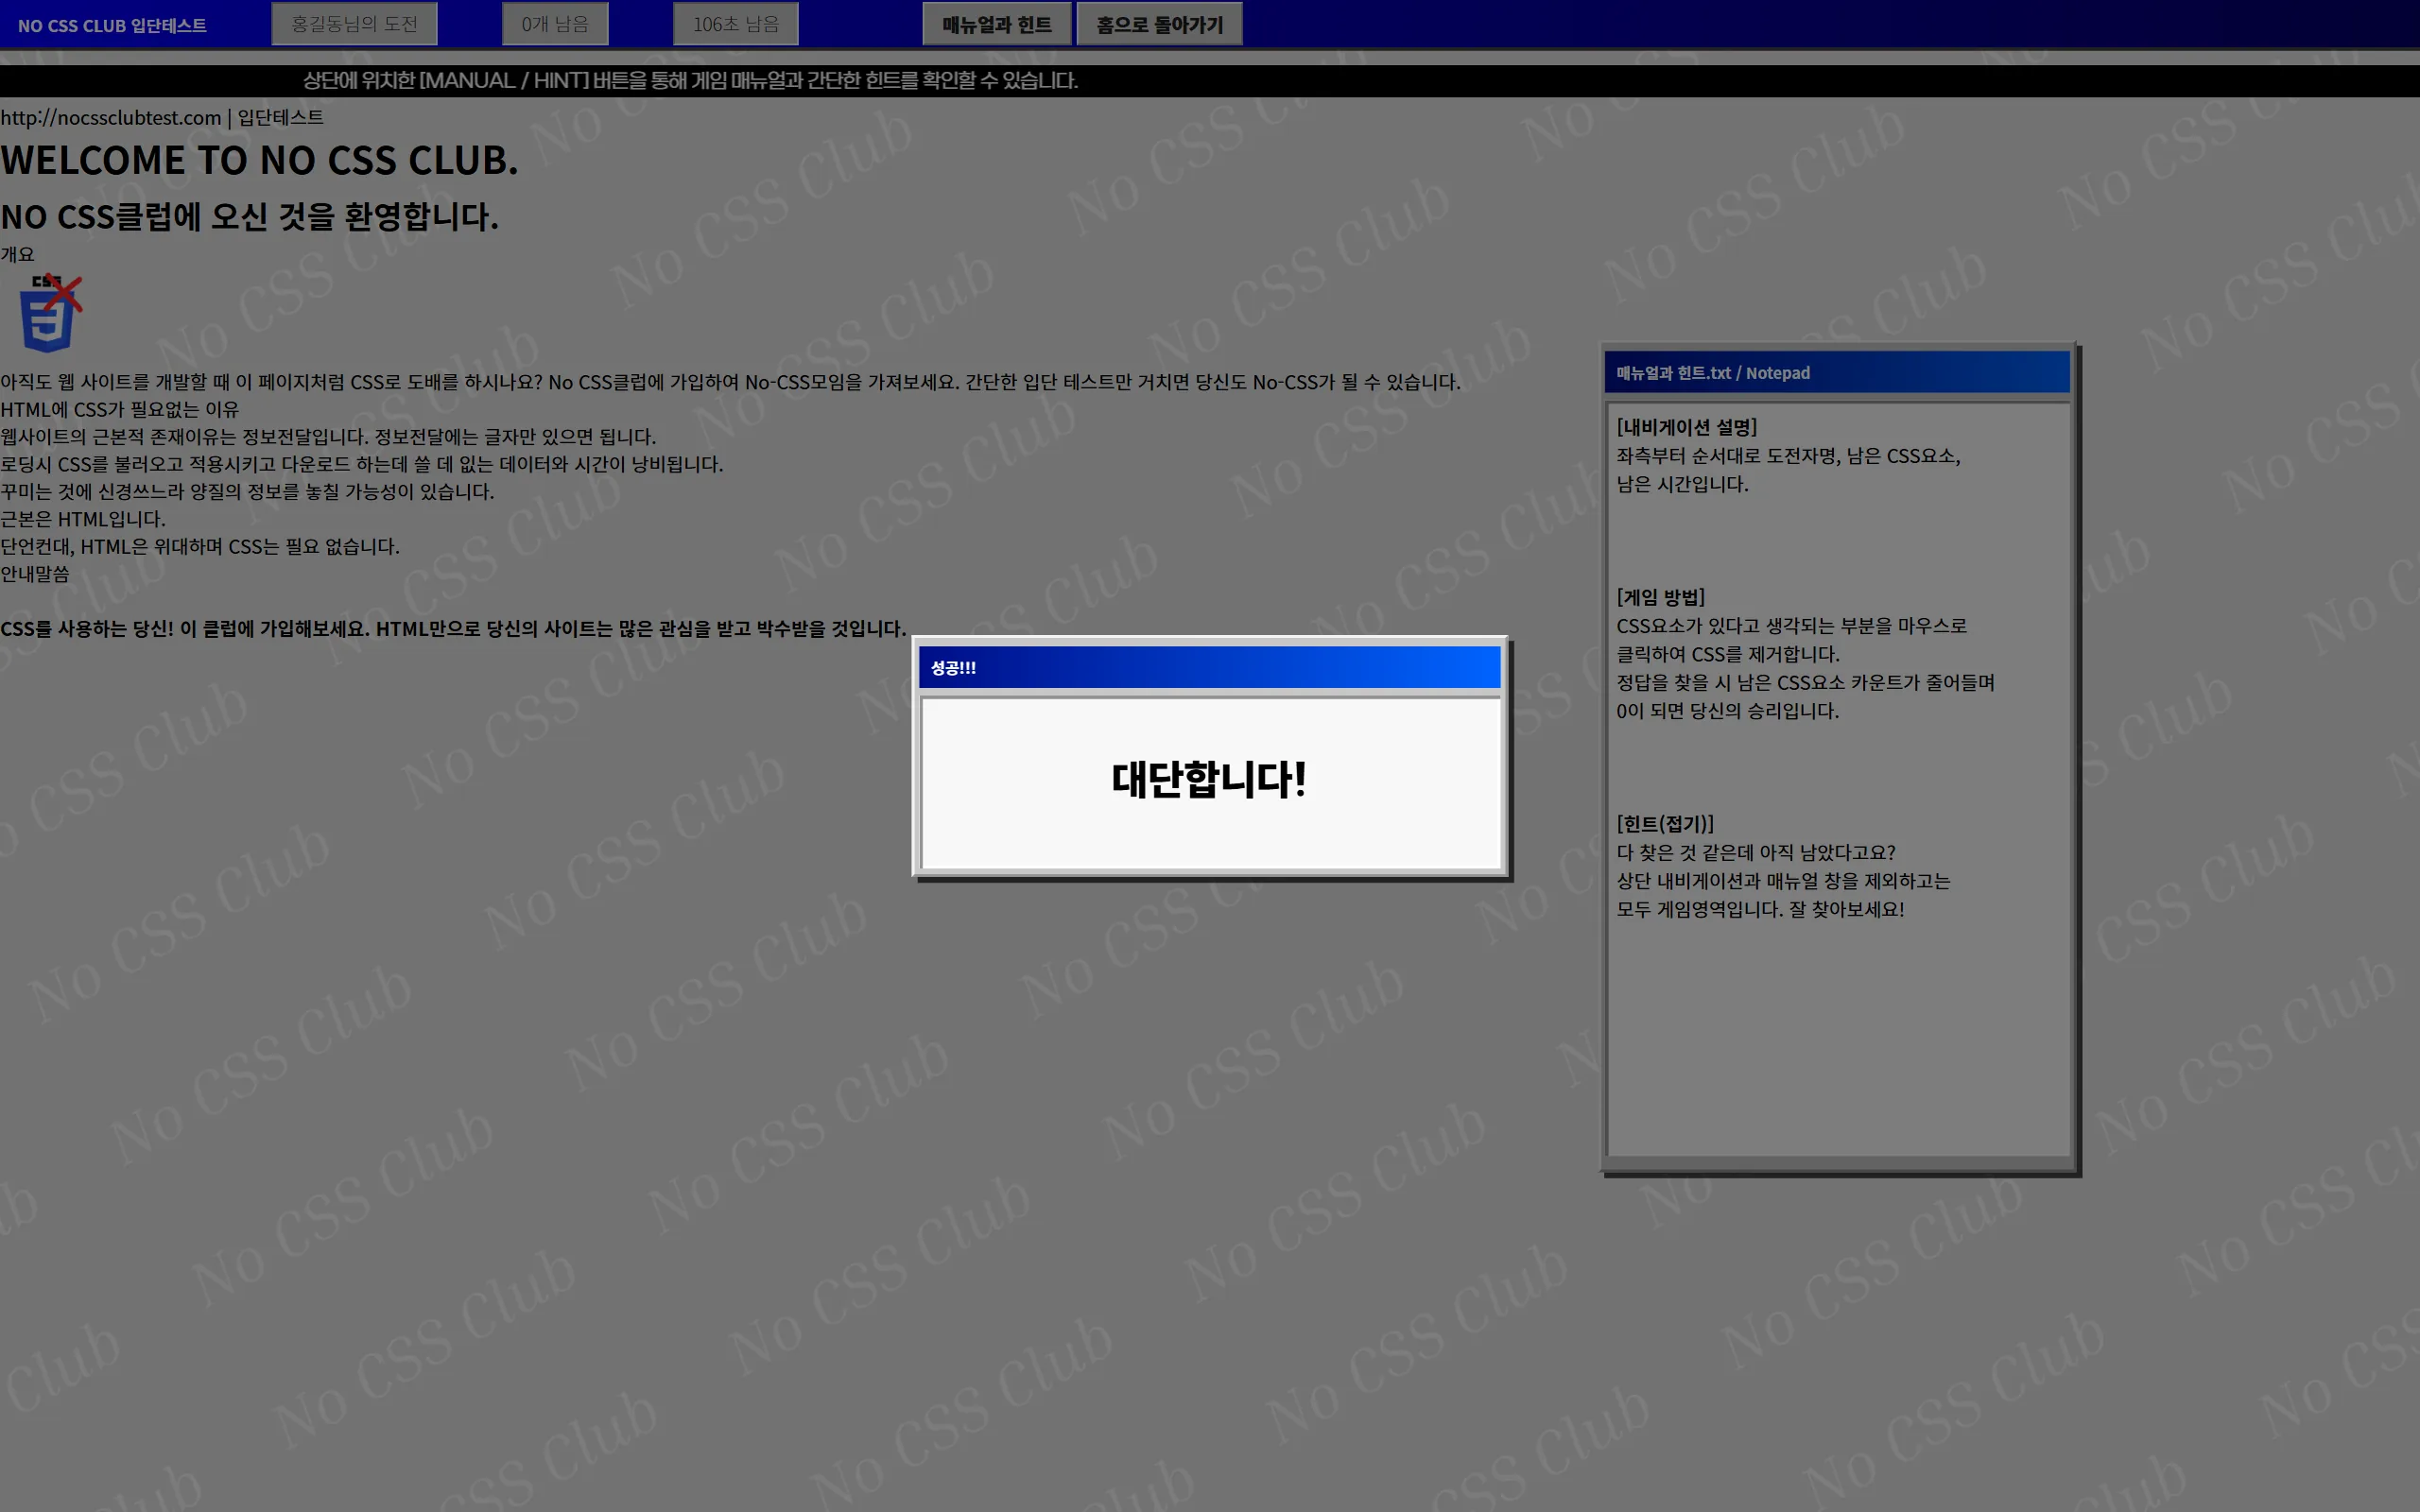 NO CSS CLUB 입단테스트
홍길동님의 도전
0개 남음
106초 남음
매뉴얼과 힌트
홈으로 돌아가기
상단에 위치한 [MANUAL / HINT] 버튼을 통해 게임 매뉴얼과 간단한 힌트를 확인할 수 있습니다.
http://nocssclubtest.com | 입단테스트
WELCOME TO NO CSS CLUB.
NO CSS클럽에 오신 것을 환영합니다.
개요
CSS
아직도 웹 사이트를 개발할 때 이 페이지처럼 CSS로 도배를 하시나요? No CSS클럽에 가입하여 No-CSS모임을 가져보세요. 간단한 입단 테스트만 거치면 당신도 No-CSS가 될 수 있습니다.
HTML에 CSS가 필요없는 이유
웹사이트의 근본적 존재이유는 정보전달입니다. 정보전달에는 글자만 있으면 됩니다.
로딩시 CSS를 불러오고 적용시키고 다운로드 하는데 쓸 데 없는 데이터와 시간이 낭비됩니다.
꾸미는 것에 신경쓰느라 양질의 정보를 놓칠 가능성이 있습니다.
근본은 HTML입니다.
단언컨대, HTML은 위대하며 CSS는 필요 없습니다.
안내말씀
CSS를 사용하는 당신! 이 클럽에 가입해보세요. HTML만으로 당신의 사이트는 많은 관심을 받고 박수받을 것입니다.
성공!!!
대단합니다!
매뉴얼과 힌트.txt / Notepad
[내비게이션 설명]
좌측부터 순서대로 도전자명, 남은 CSS요소,
남은 시간입니다.
[게임 방법]
CSS요소가 있다고 생각되는 부분을 마우스로
클릭하여 CSS를 제거합니다.
정답을 찾을 시 남은 CSS요소 카운트가 줄어들며
0이 되면 당신의 승리입니다.
[힌트(접기)]
다 찾은 것 같은데 아직 남았다고요?
상단 내비게이션과 매뉴얼 창을 제외하고는
모두 게임영역입니다. 잘 찾아보세요!
No CSS Club